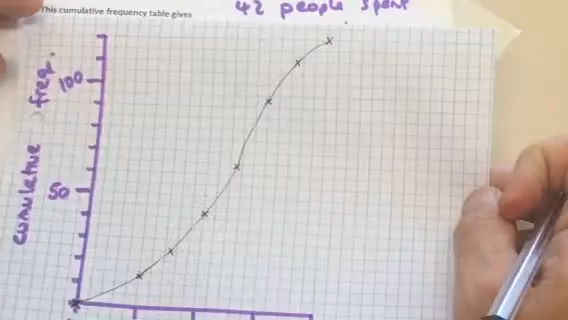 This cumulative frequency table gives
42 people spent
100
50
cumulative freq.